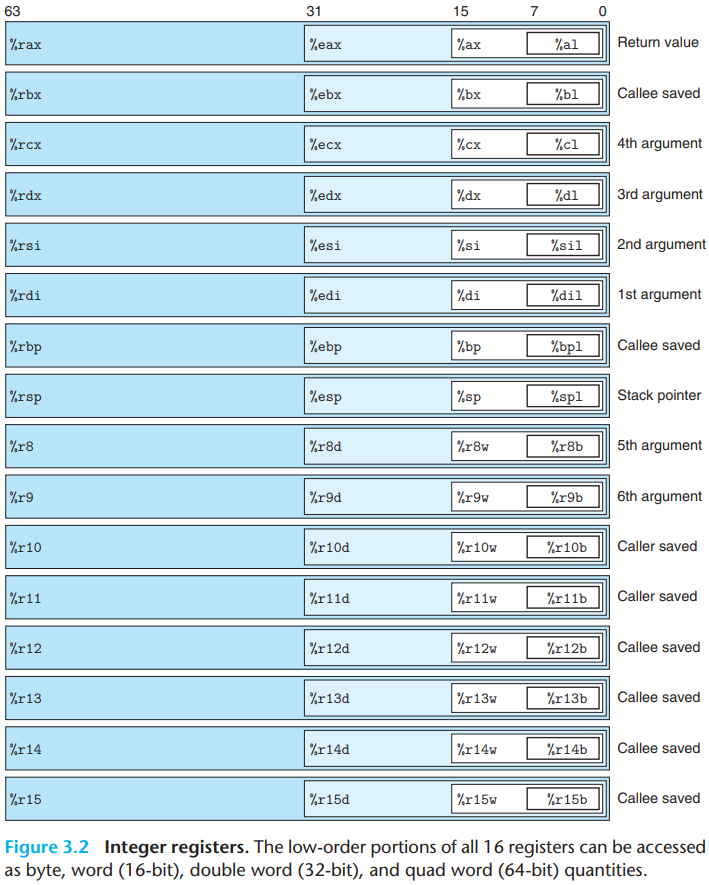 63 31 15 7 0
%rax %eax %ax %al Return value
%rbx %ebx %bx %bl Callee saved
%rcx %ecx %cx %cl 4th argument
%rdx %edx %dx %dl 3rd argument
%rsi %esi %si %sil 2nd argument
%rdi %edi %di %dil 1st argument
%rbp %ebp %bp %bpl Callee saved
%rsp %esp %sp %spl Stack pointer
%r8 %r8d %r8w %r8b 5th argument
%r9 %r9d %r9w %r9b 6th argument
%r10 %r10d %r10w %r10b Caller saved
%r11 %r11d %r11w %r11b Caller saved
%r12 %r12d %r12w %r12b Callee saved
%r13 %r13d %r13w %r13b Callee saved
%r14 %r14d %r14w %r14b Callee saved
%r15 %r15d %r15w %r15b Callee saved
Figure 3.2 Integer registers. The low-order portions of all 16 registers can be accessed
as byte, word (16-bit), double word (32-bit), and quad word (64-bit) quantities.